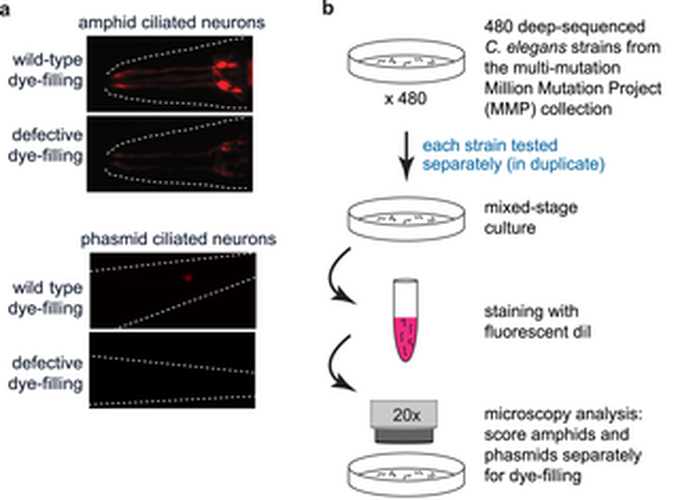 a
amphid ciliated neurons
wild-type
dye-filling
defective
dye-filling
phasmid ciliated neurons
wild type
dye-filling
defective
dye-filling
b
480 deep-sequenced
C. elegans strains from
the multi-mutation
Million Mutation Project
(MMP) collection
x 480
each strain tested
separately (in duplicate)
mixed-stage
culture
staining with
fluorescent diI
20x
microscopy analysis:
score amphids and
phasmids separately
for dye-filling